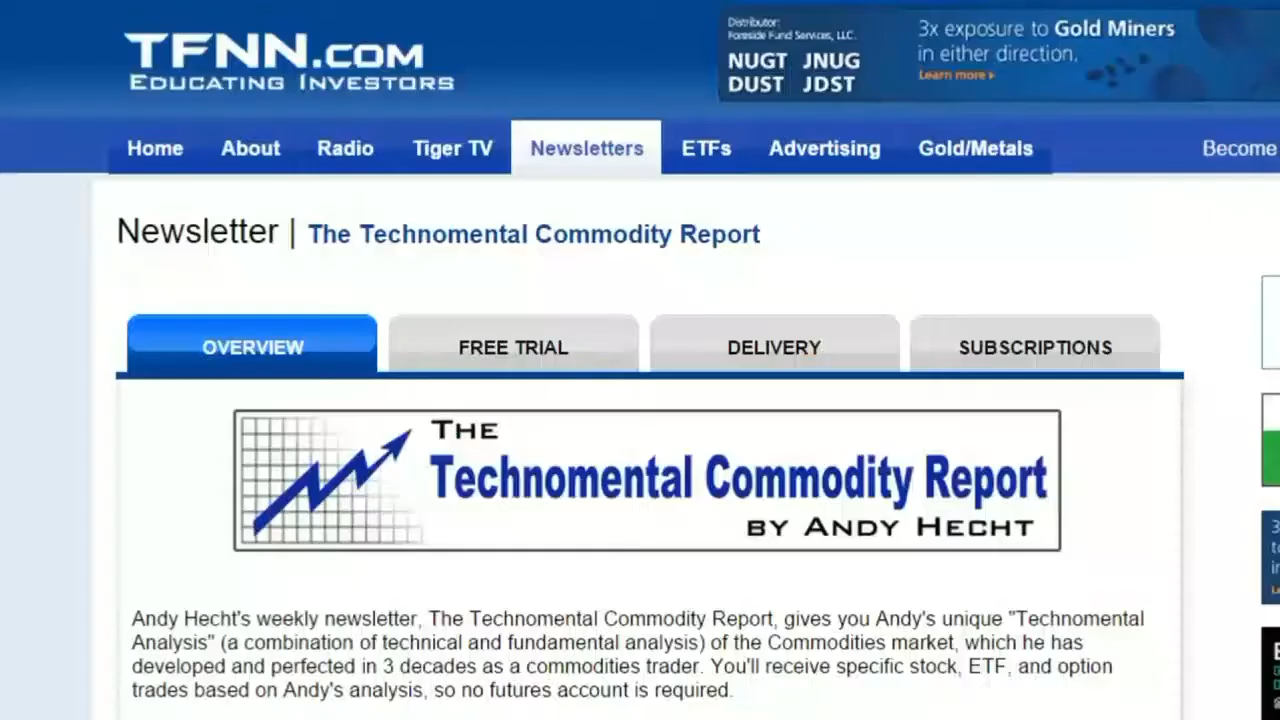 TFNN.COM
EDUCATING INVESTORS
Distributor:
Foreside Fund Services, LLC.
NUGT JNUG
DUST JDST
3x exposure to Gold Miners
in either direction.
Learn more
Home About Radio Tiger TV Newsletters ETFs Advertising Gold/Metals Become
Newsletter | The Technomental Commodity Report
OVERVIEW FREE TRIAL DELIVERY SUBSCRIPTIONS
THE
Technomental Commodity Report
BY ANDY HECHT
Andy Hecht's weekly newsletter, The Technomental Commodity Report, gives you Andy's unique "Technomental
Analysis" (a combination of technical and fundamental analysis) of the Commodities market, which he has
developed and perfected in 3 decades as a commodities trader. You'll receive specific stock, ETF, and option
trades based on Andy's analysis, so no futures account is required.